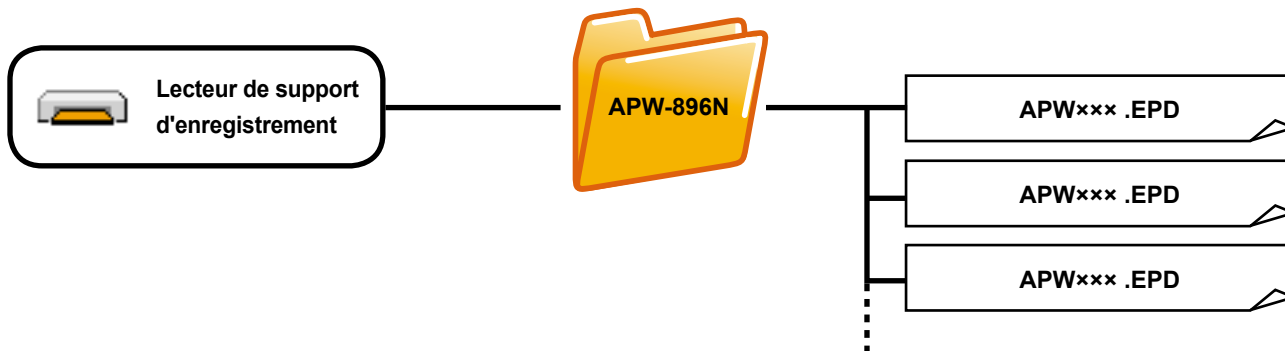 Lecteur de support
d'enregistrement
APW-896N
APW××× .EPD
APW××× .EPD
APW××× .EPD